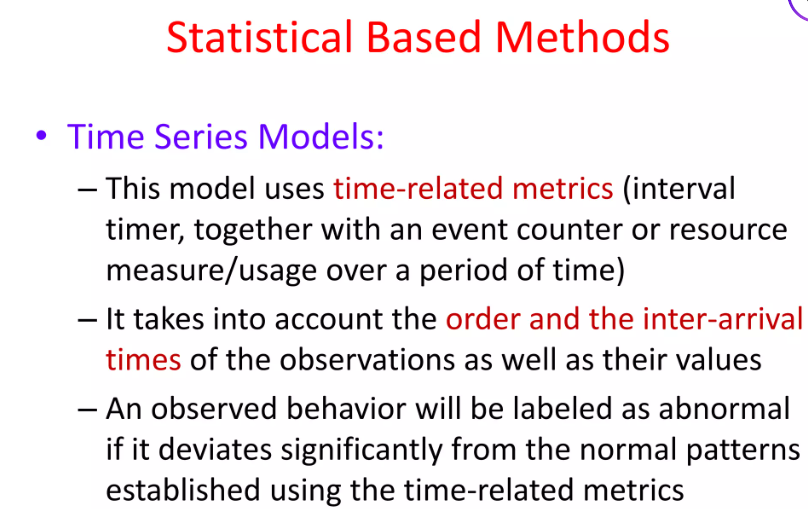 Statistical Based Methods
• Time Series Models:
– This model uses time-related metrics (interval
timer, together with an event counter or resource
measure/usage over a period of time)
– It takes into account the order and the inter-arrival
times of the observations as well as their values
– An observed behavior will be labeled as abnormal
if it deviates significantly from the normal patterns
established using the time-related metrics